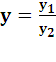 y = y₁/y₂